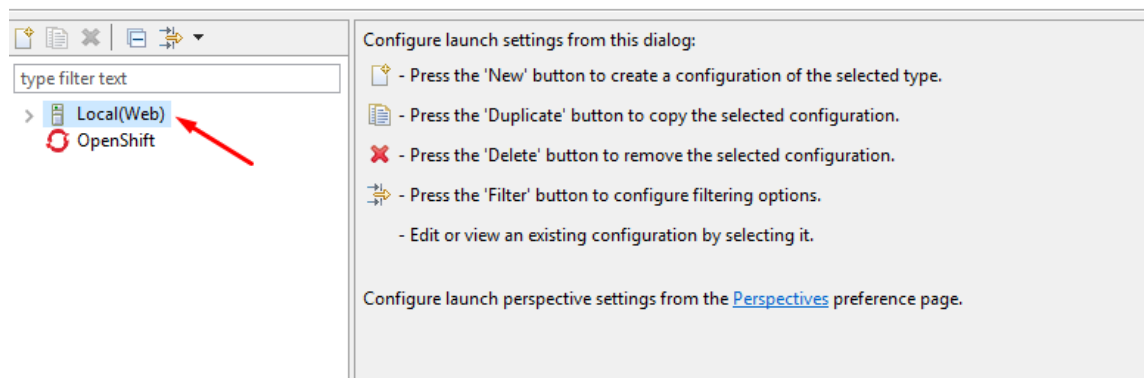 type filter text
Local(Web)
OpenShift
Configure launch settings from this dialog:
- Press the 'New' button to create a configuration of the selected type.
- Press the 'Duplicate' button to copy the selected configuration.
- Press the 'Delete' button to remove the selected configuration.
- Press the 'Filter' button to configure filtering options.
- Edit or view an existing configuration by selecting it.
Configure launch perspective settings from the Perspectives preference page.